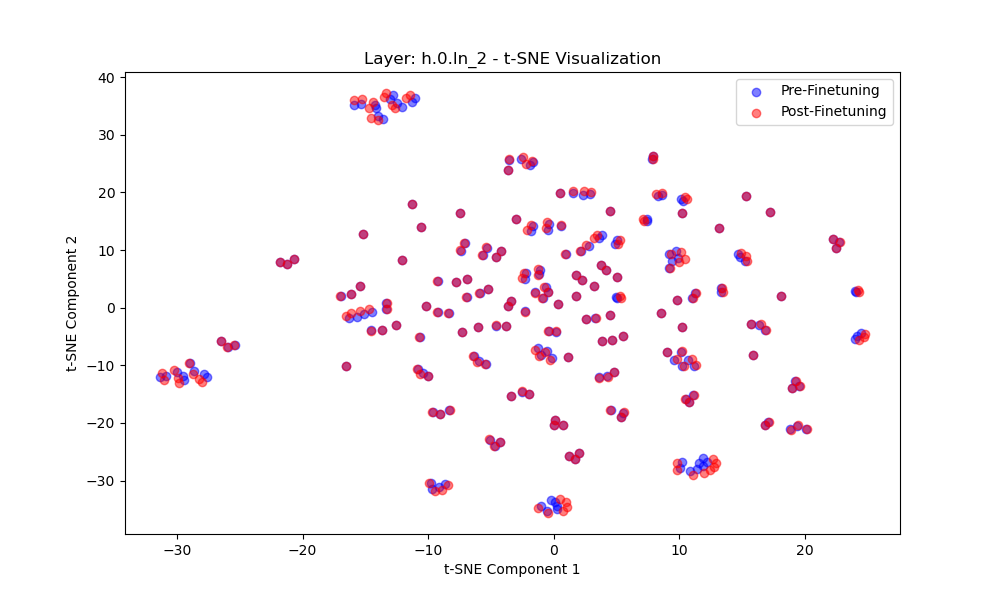 Layer: h.0.ln_2 - t-SNE Visualization
Pre-Finetuning
Post-Finetuning
40
30
20
10
0
−10
−20
−30
t-SNE Component 2
−30
−20
−10
0
10
20
t-SNE Component 1